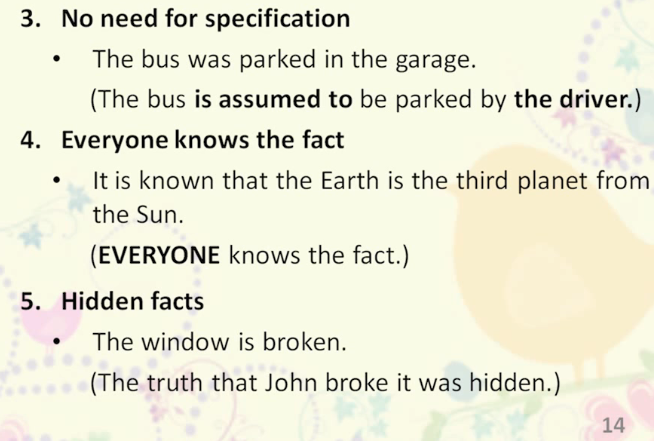 3. No need for specification
• The bus was parked in the garage.
(The bus is assumed to be parked by the driver.)
4. Everyone knows the fact
• It is known that the Earth is the third planet from
the Sun.
(EVERYONE knows the fact.)
5. Hidden facts
• The window is broken.
(The truth that John broke it was hidden.)
14